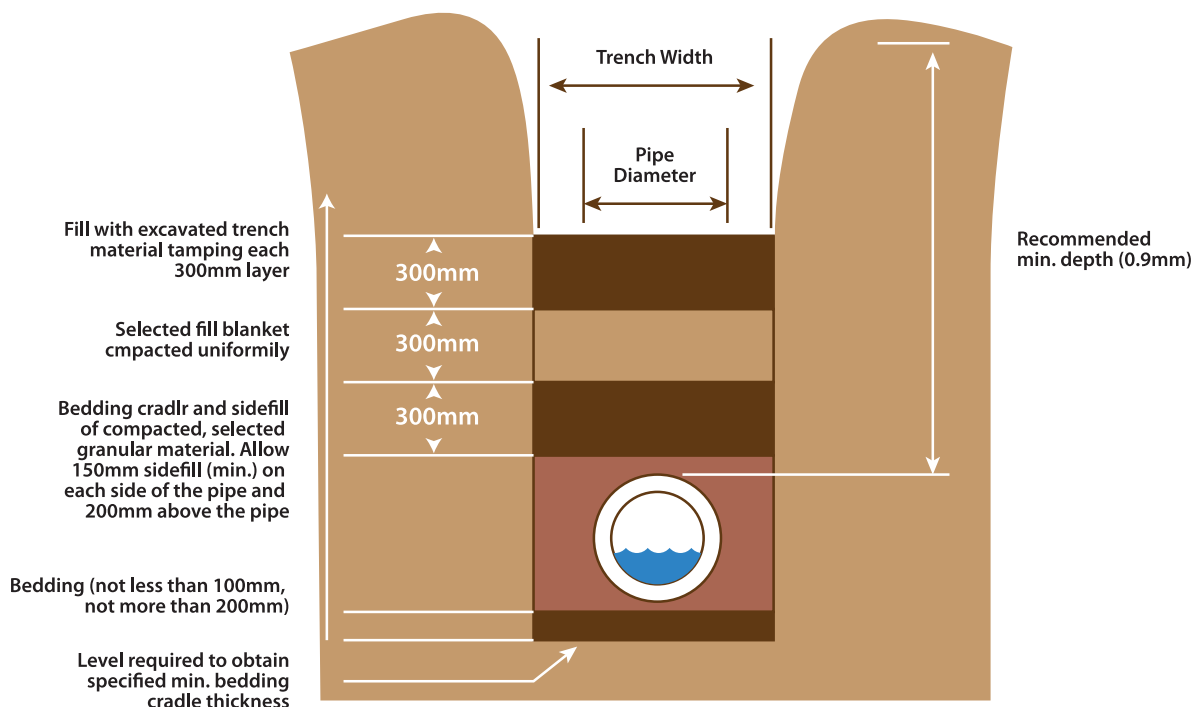 Trench Width
Pipe
Diameter
Fill with excavated trench
material tamping each
300mm layer
300mm
Recommended
min. depth (0.9mm)
Selected fill blanket
cmpacted uniformily
300mm
Bedding cradlr and sidefill
of compacted, selected
granular material. Allow
150mm sidefill (min.) on
each side of the pipe and
200mm above the pipe
300mm
Bedding (not less than 100mm,
not more than 200mm)
Level required to obtain
specified min. bedding
cradle thickness